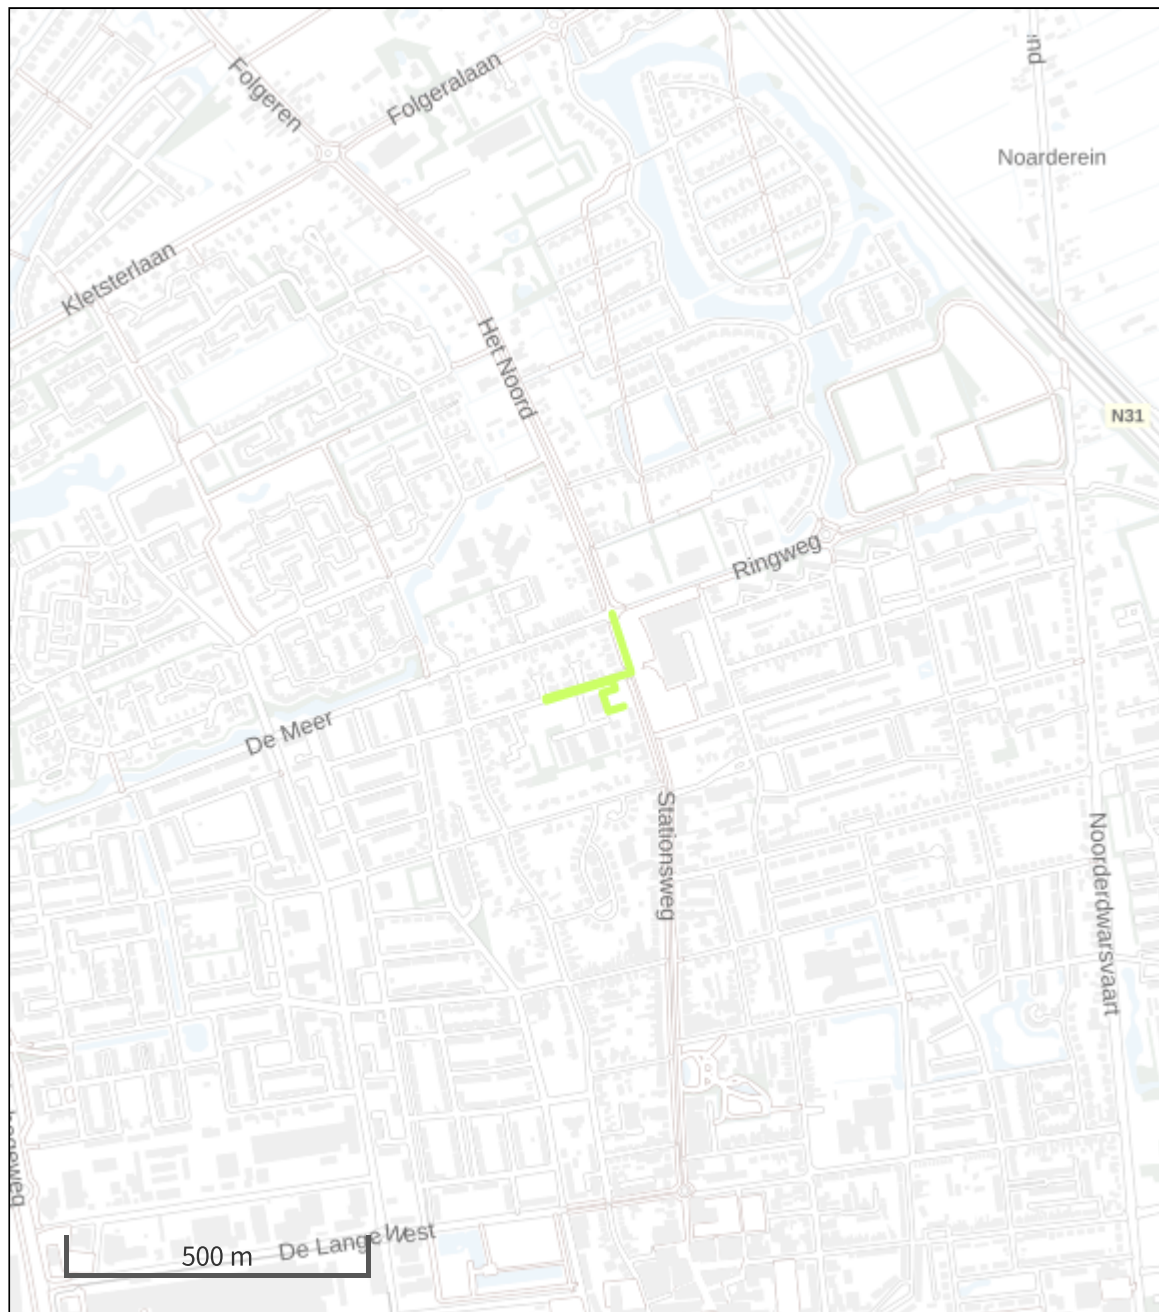 Folgeren
Folgeralaan
Noarderein
Kletsterlaan
Het Noord
N31
Ringweg
De Meer
Stationsweg
Noorderdwarsvaart
De Lange West
500 m